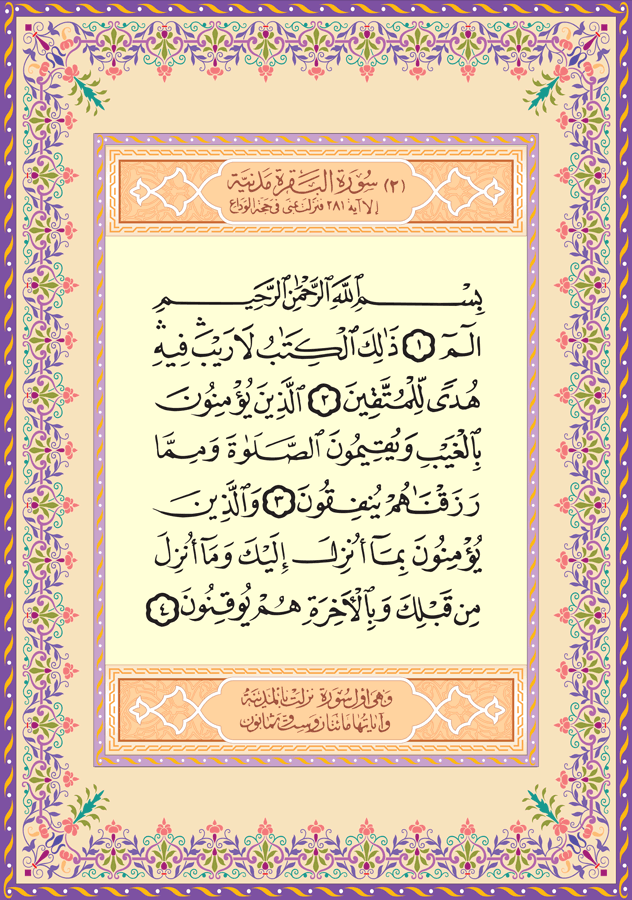 (٢) سُورَةُ البَقَرَةِ مَدَنِيَّة
إلا آية ٢٨١ فنزلت بمنى في حجة الوداع
بِسْمِ ٱللَّهِ ٱلرَّحْمَٰنِ ٱلرَّحِيمِ
الٓمٓ ١ ذَٰلِكَ ٱلْكِتَٰبُ لَا رَيْبَ ۛ فِيهِ ۛ
هُدًى لِّلْمُتَّقِينَ ٢ ٱلَّذِينَ يُؤْمِنُونَ
بِٱلْغَيْبِ وَيُقِيمُونَ ٱلصَّلَوٰةَ وَمِمَّا
رَزَقْنَٰهُمْ يُنفِقُونَ ٣ وَٱلَّذِينَ
يُؤْمِنُونَ بِمَآ أُنزِلَ إِلَيْكَ وَمَآ أُنزِلَ
مِن قَبْلِكَ وَبِٱلْأَخِرَةِ هُمْ يُوقِنُونَ ٤
وهي أول سورة نزلت بالمدينة
وآياتها مائتان وست وثمانون